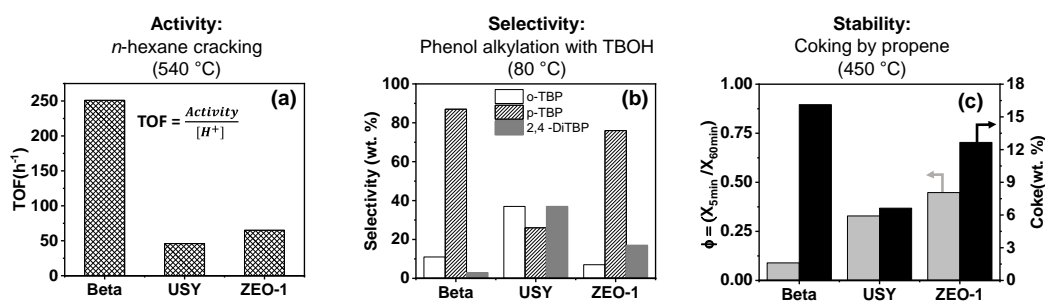 Activity:
n-hexane cracking
(540 °C)
250
200
150
100
50
0
TOF(h⁻¹)
(a)
TOF = Activity / [H⁺]
Beta USY ZEO-1
Selectivity:
Phenol alkylation with TBOH
(80 °C)
100
80
60
40
20
0
Selectivity (wt. %)
(b)
o-TBP
p-TBP
2,4 -DiTBP
Beta USY ZEO-1
Stability:
Coking by propene
(450 °C)
1.00
0.75
0.50
0.25
0.00
ϕ = (X5min /X60min)
(c)
18
15
12
9
6
3
0
Coke(wt. %)
Beta USY ZEO-1